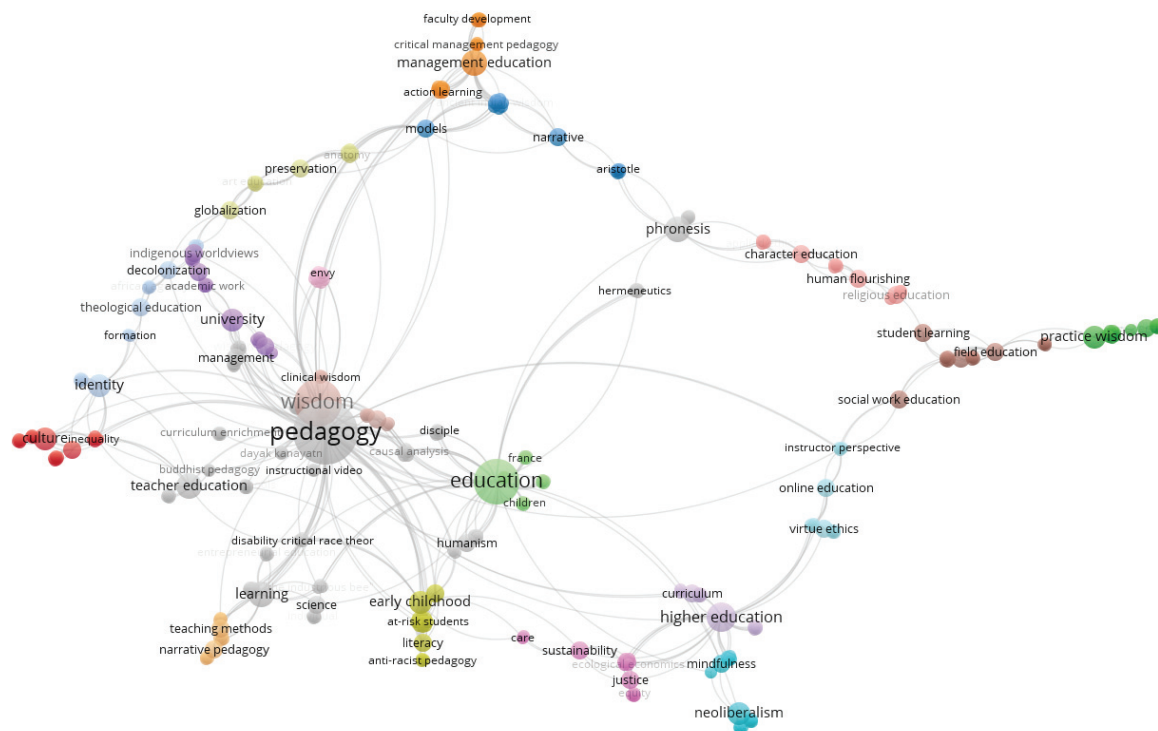 faculty development
critical management pedagogy
management education
action learning
models
narrative
anatomy
preservation
aristotle
art education
globalization
phronesis
indigenous worldviews
character education
decolonization
envy
human flourishing
academic work
hermeneutics
religious education
theological education
university
student learning
formation
practice wisdom
management
field education
clinical wisdom
identity
wisdom
social work education
pedagogy
disciple
culture
inequality
curriculum enrichment
instructor perspective
dayak kanayatn
causal analysis
france
buddhist pedagogy
instructional video
teacher education
education
online education
children
virtue ethics
disability critical race theor
humanism
entrepreneurial education
learning
early childhood
curriculum
science
at-risk students
higher education
teaching methods
care
literacy
narrative pedagogy
sustainability
anti-racist pedagogy
ecological economics
mindfulness
justice
equity
neoliberalism